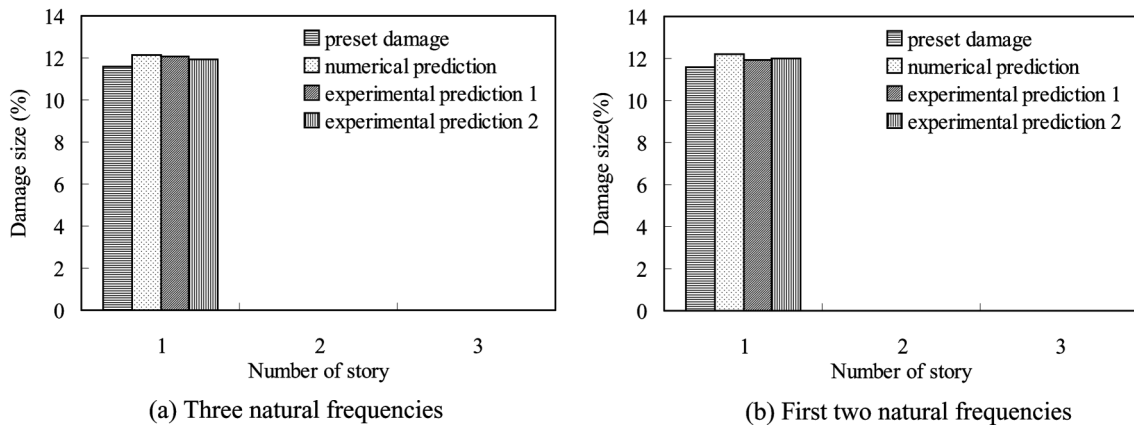 14
12
10
8
6
4
2
0
Damage size (%)
preset damage
numerical prediction
experimental prediction 1
experimental prediction 2
1 2 3
Number of story
(a) Three natural frequencies
14
12
10
8
6
4
2
0
Damage size(%)
preset damage
numerical prediction
experimental prediction 1
experimental prediction 2
1 2 3
Number of story
(b) First two natural frequencies